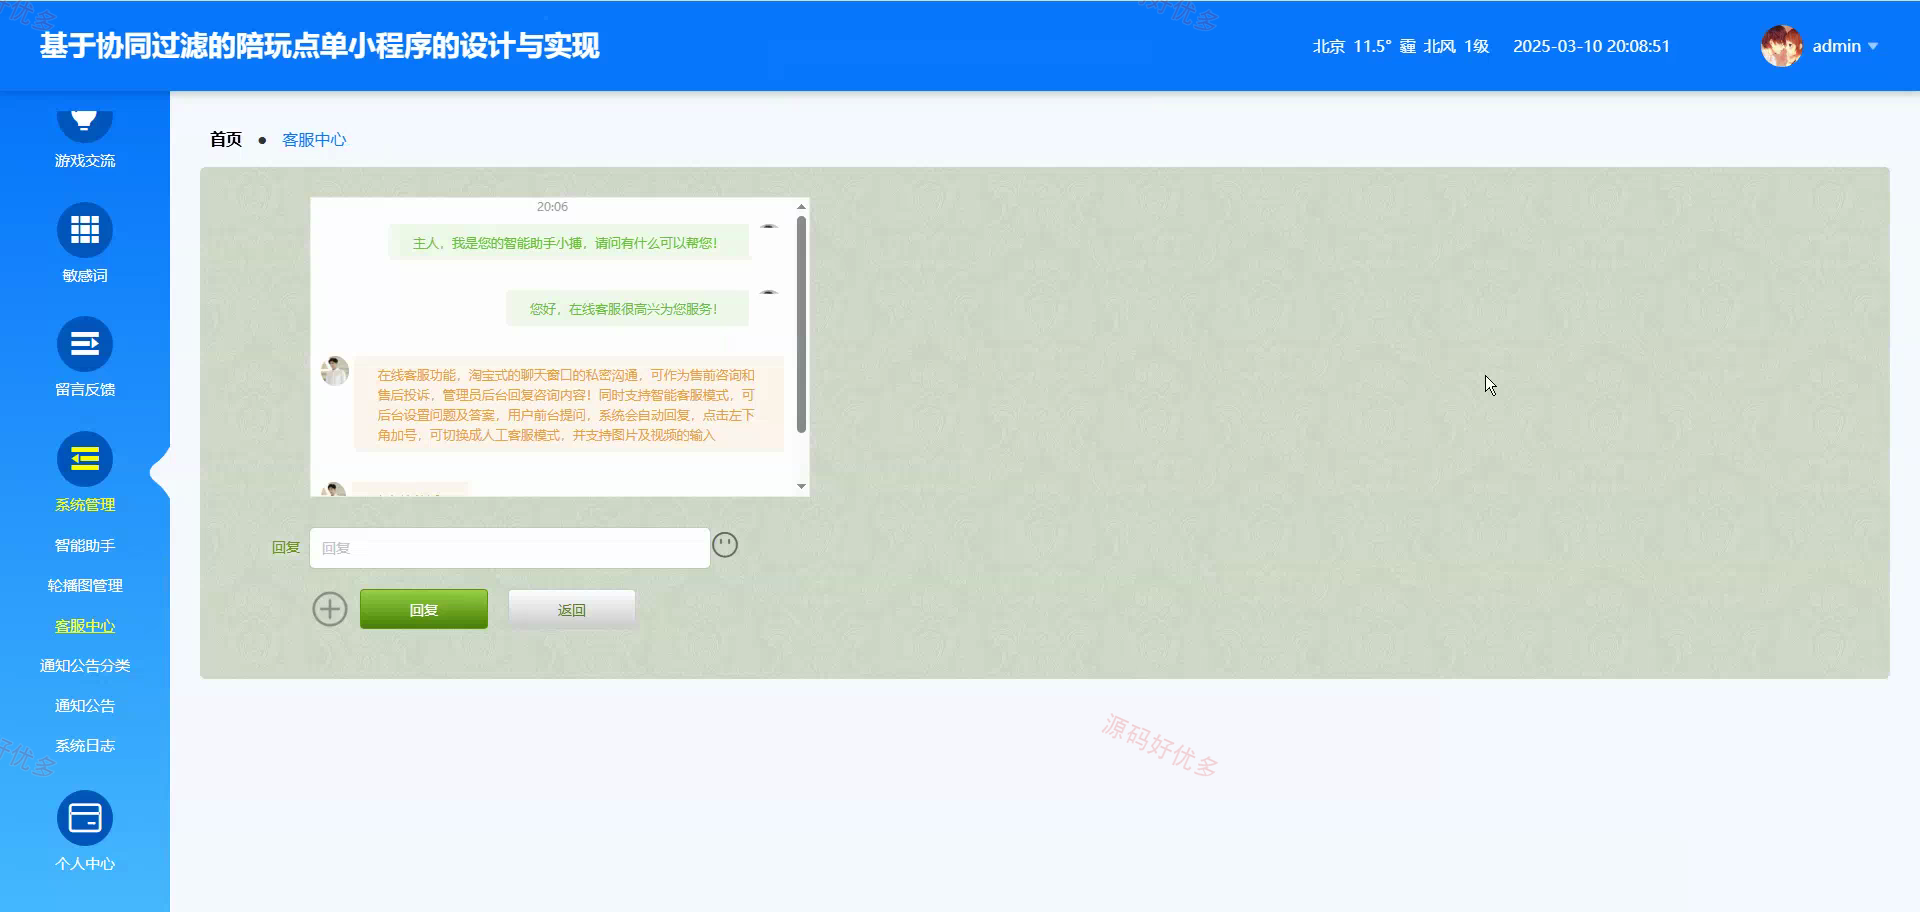 基于协同过滤的陪玩点单小程序的设计与实现
北京 11.5° 霾 北风 1级 2025-03-10 20:08:51
admin
游戏交流
敏感词
留言反馈
系统管理
智能助手
轮播图管理
客服中心
通知公告分类
通知公告
系统日志
个人中心
首页 ● 客服中心
20:06
主人，我是您的智能助手小捅，请问有什么可以帮您！
您好，在线客服很高兴为您服务！
在线客服功能，淘宝式的聊天窗口的私密沟通，可作为售前咨询和
售后投诉，管理员后台回复咨询内容！同时支持智能客服模式，可
后台设置问题及答案，用户前台提问，系统会自动回复，点击左下
角加号，可切换成人工客服模式，并支持图片及视频的输入
回复 回复
回复 返回
源码好优多
好优多
好优多